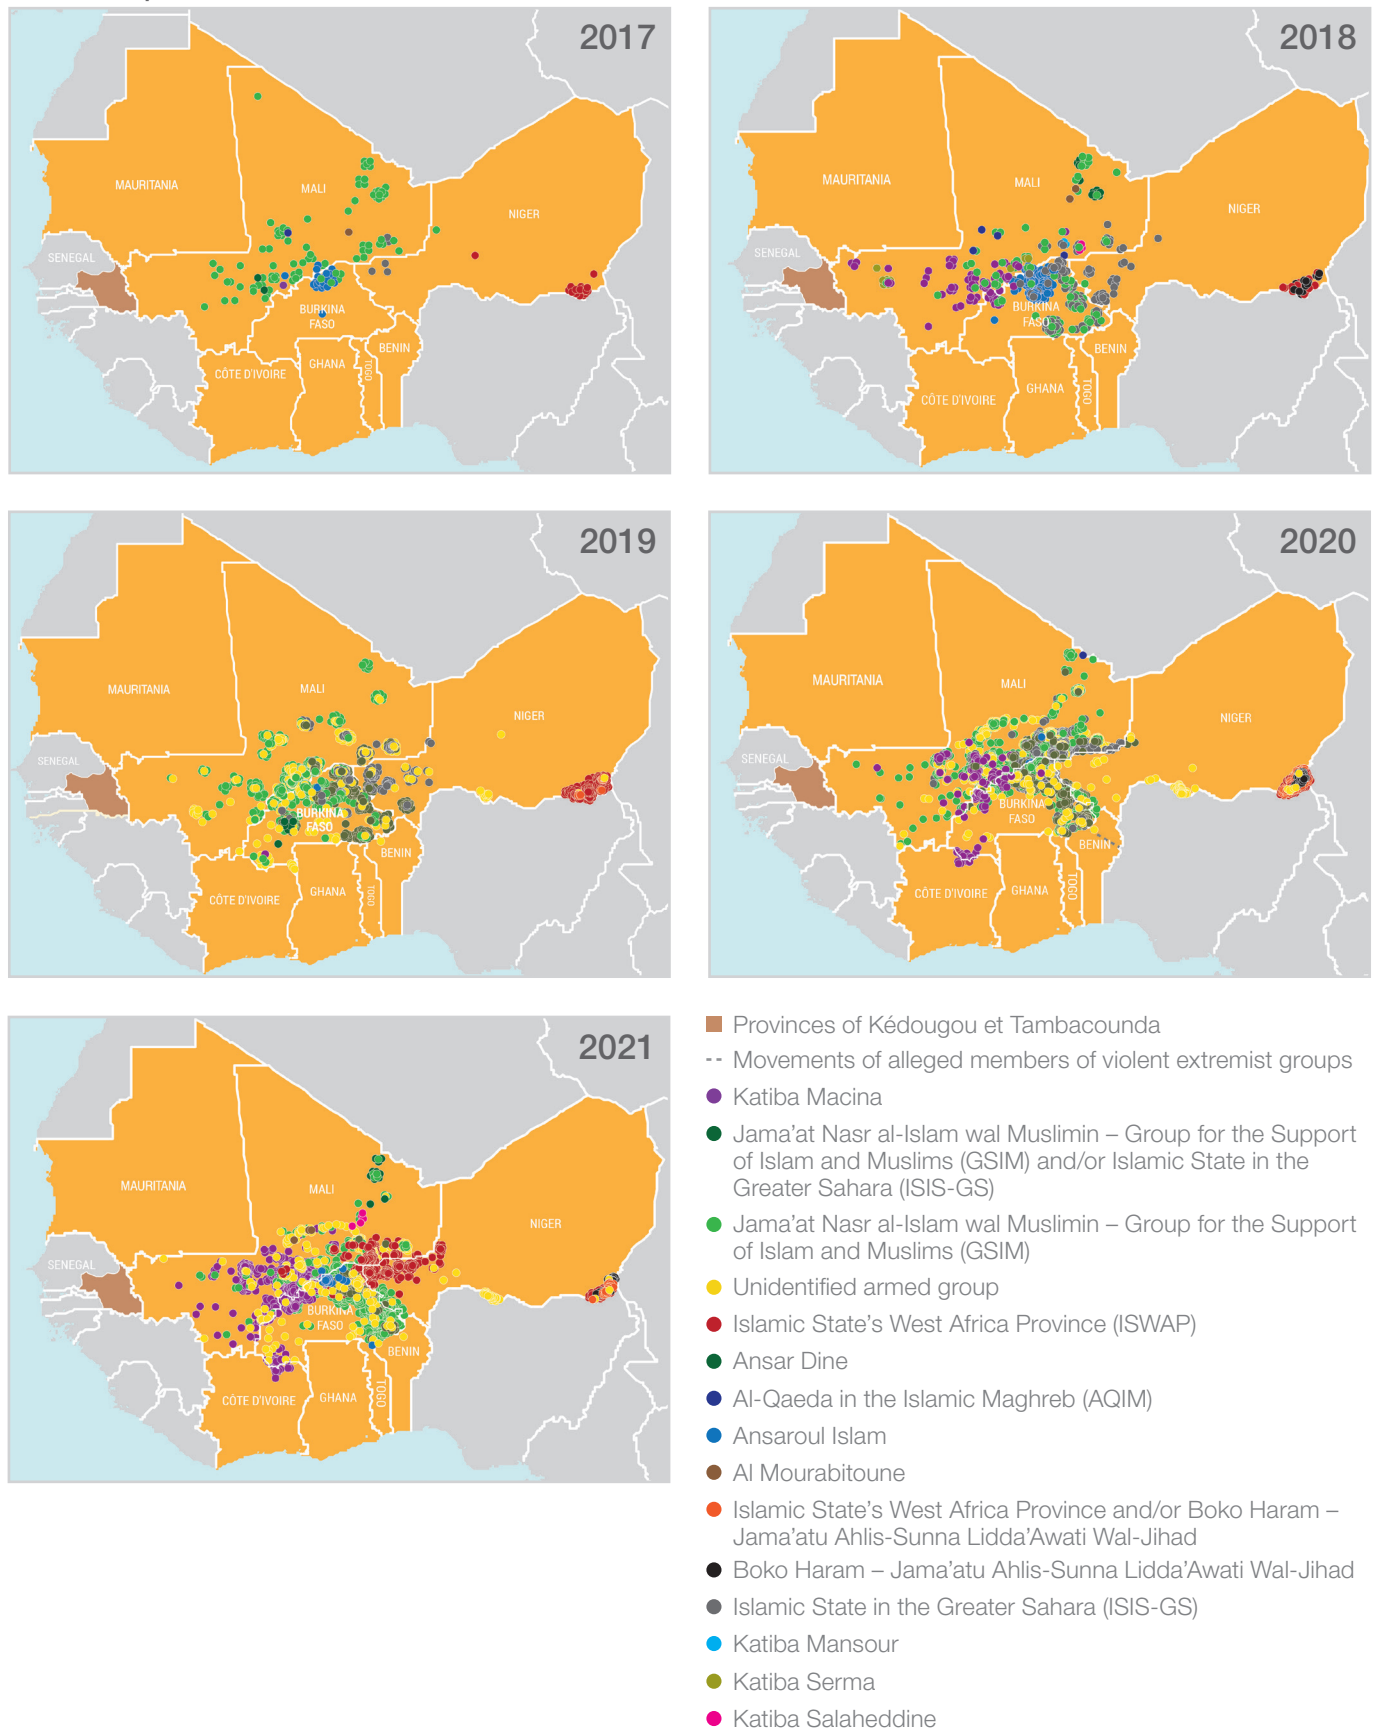 2017
MAURITANIA
MALI
NIGER
SENEGAL
BURKINA
FASO
BENIN
CÔTE D'IVOIRE
GHANA
TOGO
2018
MAURITANIA
MALI
NIGER
SENEGAL
BURKINA
FASO
BENIN
CÔTE D'IVOIRE
GHANA
TOGO
2019
MAURITANIA
MALI
NIGER
SENEGAL
BURKINA
FASO
BENIN
CÔTE D'IVOIRE
GHANA
TOGO
2020
MAURITANIA
MALI
NIGER
SENEGAL
BURKINA
FASO
BENIN
CÔTE D'IVOIRE
GHANA
TOGO
2021
MAURITANIA
MALI
NIGER
SENEGAL
BURKINA
FASO
BENIN
CÔTE D'IVOIRE
GHANA
TOGO
Provinces of Kédougou et Tambacounda
Movements of alleged members of violent extremist groups
Katiba Macina
Jama’at Nasr al-Islam wal Muslimin – Group for the Support
of Islam and Muslims (GSIM) and/or Islamic State in the
Greater Sahara (ISIS-GS)
Jama’at Nasr al-Islam wal Muslimin – Group for the Support
of Islam and Muslims (GSIM)
Unidentified armed group
Islamic State’s West Africa Province (ISWAP)
Ansar Dine
Al-Qaeda in the Islamic Maghreb (AQIM)
Ansaroul Islam
Al Mourabitoune
Islamic State’s West Africa Province and/or Boko Haram –
Jama’atu Ahlis-Sunna Lidda’Awati Wal-Jihad
Boko Haram – Jama’atu Ahlis-Sunna Lidda’Awati Wal-Jihad
Islamic State in the Greater Sahara (ISIS-GS)
Katiba Mansour
Katiba Serma
Katiba Salaheddine